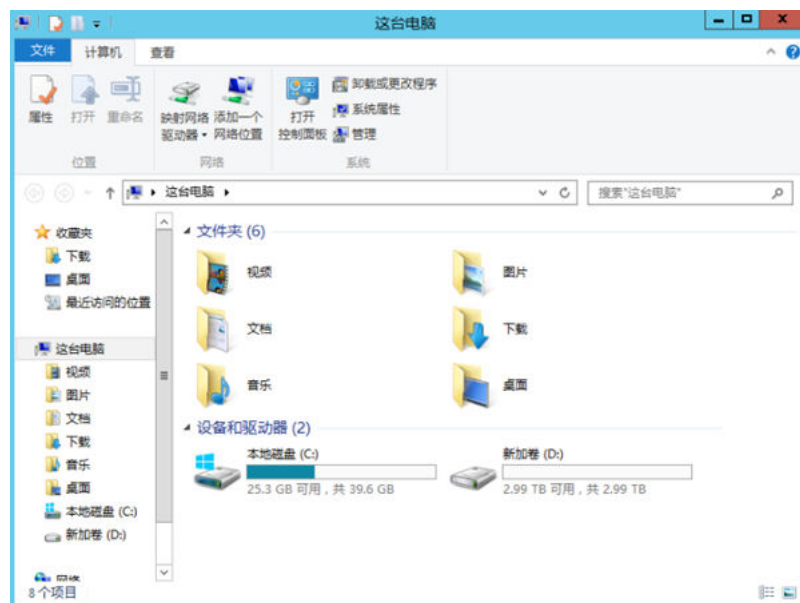 这台电脑
文件 计算机 查看
属性 打开 重命名 映射网络 添加一个 打开 卸载或更改程序
驱动器 网络位置 控制面板 系统属性
管理
位置 网络 系统
这台电脑 搜索"这台电脑"
收藏夹
下载
桌面
最近访问的位置
这台电脑
视频
图片
文档
下载
音乐
桌面
本地磁盘 (C:)
新加卷 (D:)
网络
文件夹 (6)
视频 图片
文档 下载
音乐 桌面
设备和驱动器 (2)
本地磁盘 (C:) 新加卷 (D:)
25.3 GB 可用，共 39.6 GB 2.99 TB 可用，共 2.99 TB
8个项目